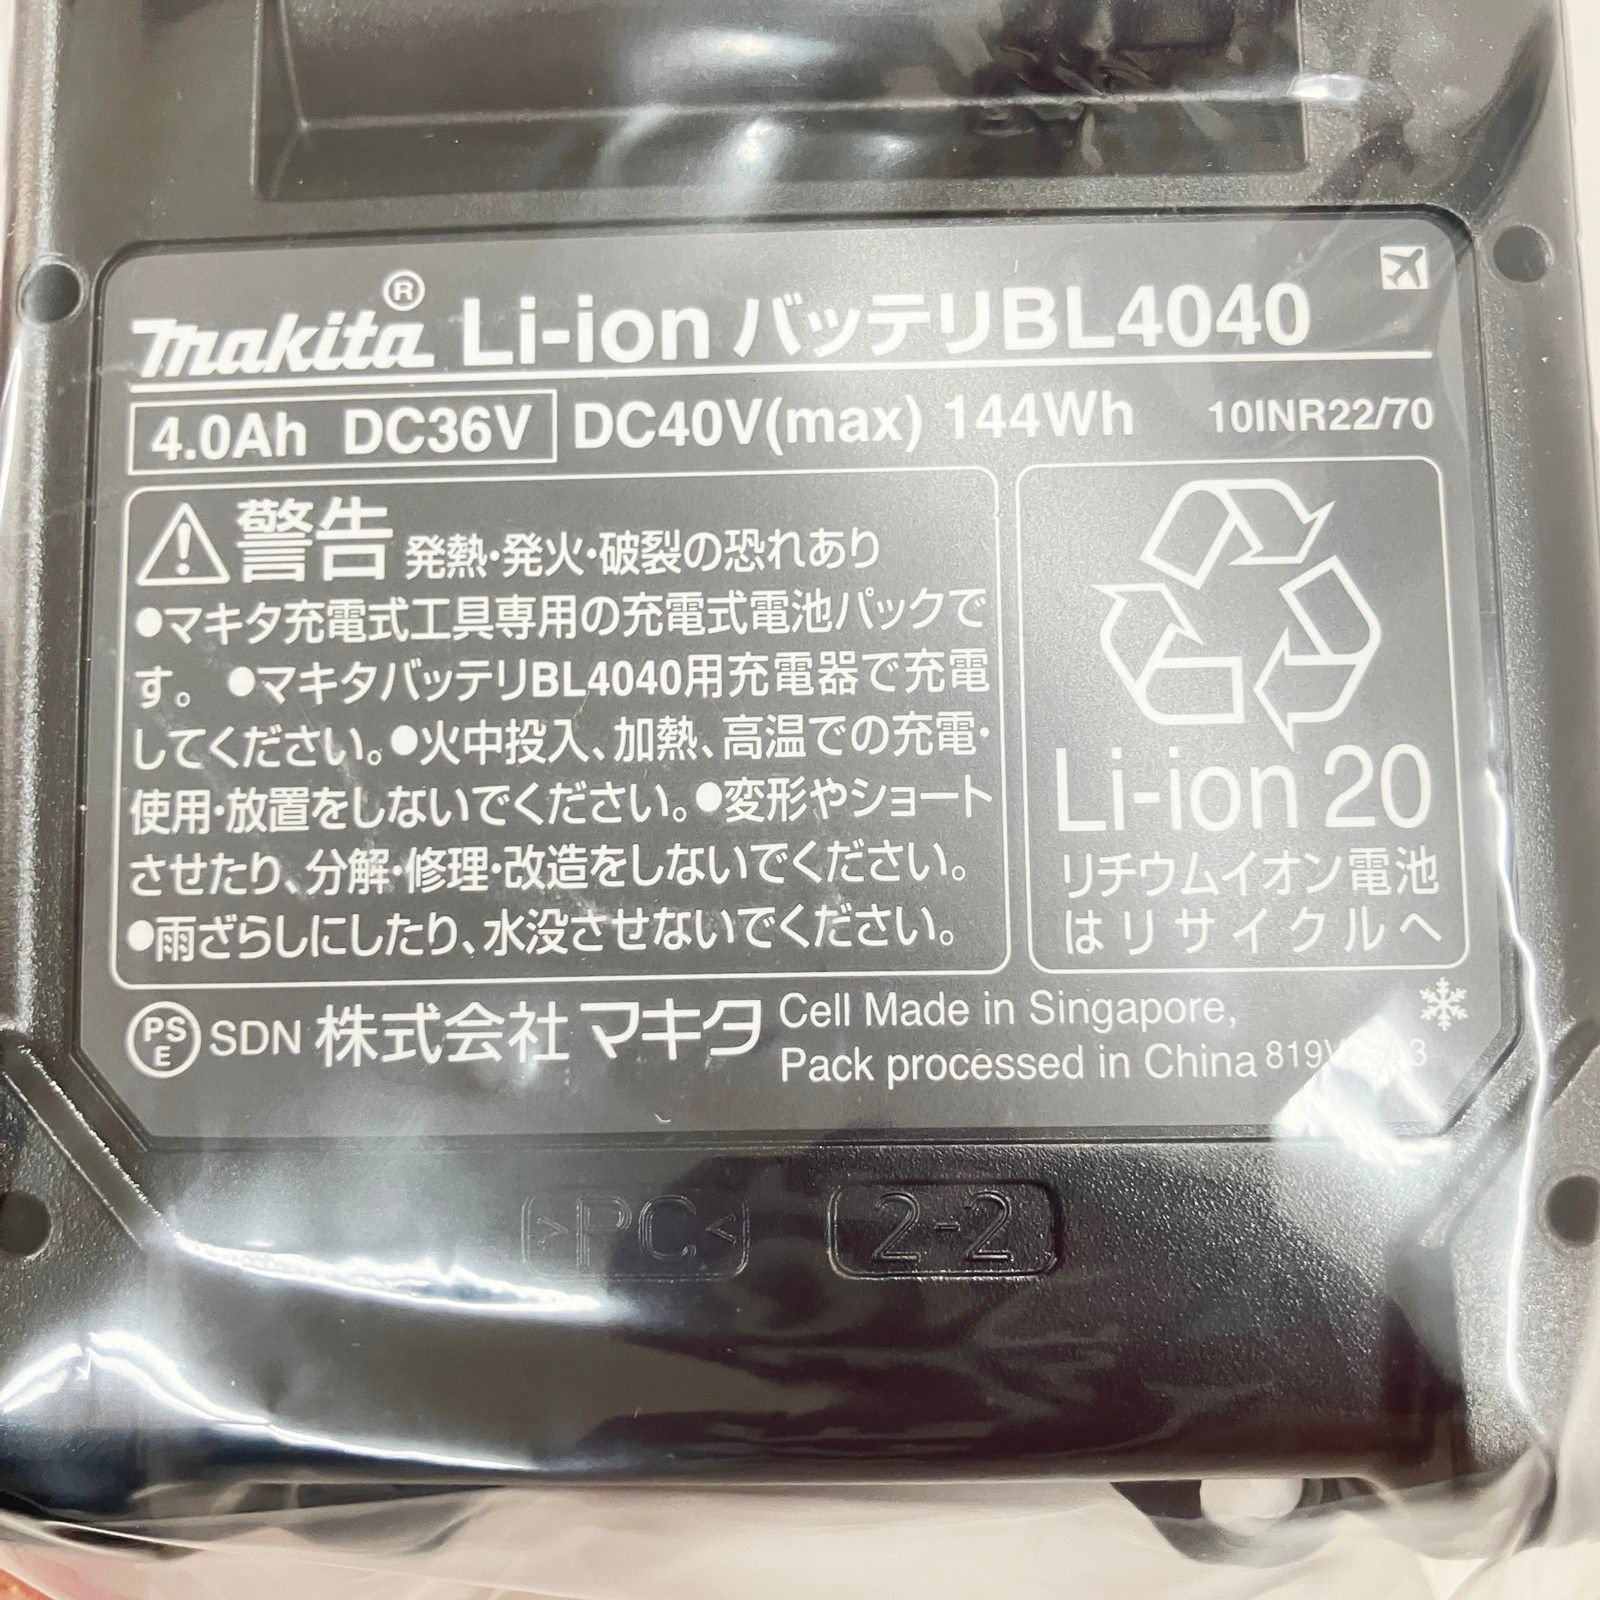 makita® Li-ion バッテリBL4040
4.0Ah DC36V DC40V(max) 144Wh 10INR22/70
警告 発熱・発火・破裂の恐れあり
●マキタ充電式工具専用の充電式電池パックで
す。 ●マキタバッテリBL4040用充電器で充電
してください。●火中投入、加熱、高温での充電・
使用・放置をしないでください。●変形やショート
させたり、分解・修理・改造をしないでください。
●雨ざらしにしたり、水没させないでください。
Li-ion 20
リチウムイオン電池
はリサイクルへ
PSE SDN 株式会社マキタ
Cell Made in Singapore,
Pack processed in China
>PC< 2-2